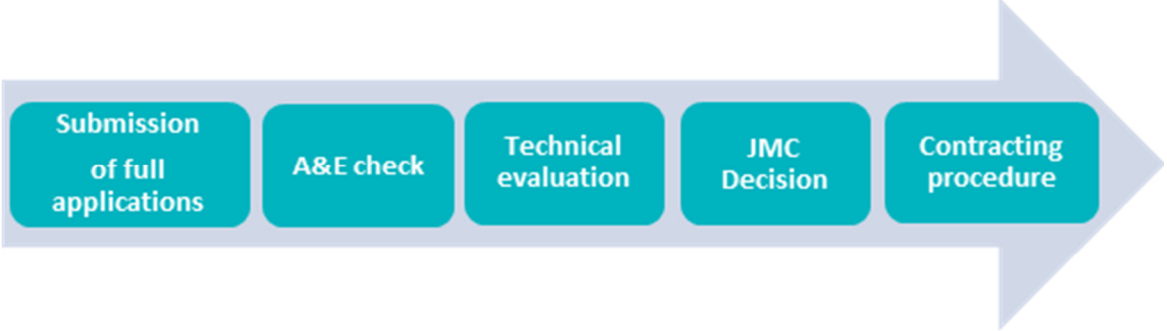 Submission
of full
applications
A&E check
Technical
evaluation
JMC
Decision
Contracting
procedure